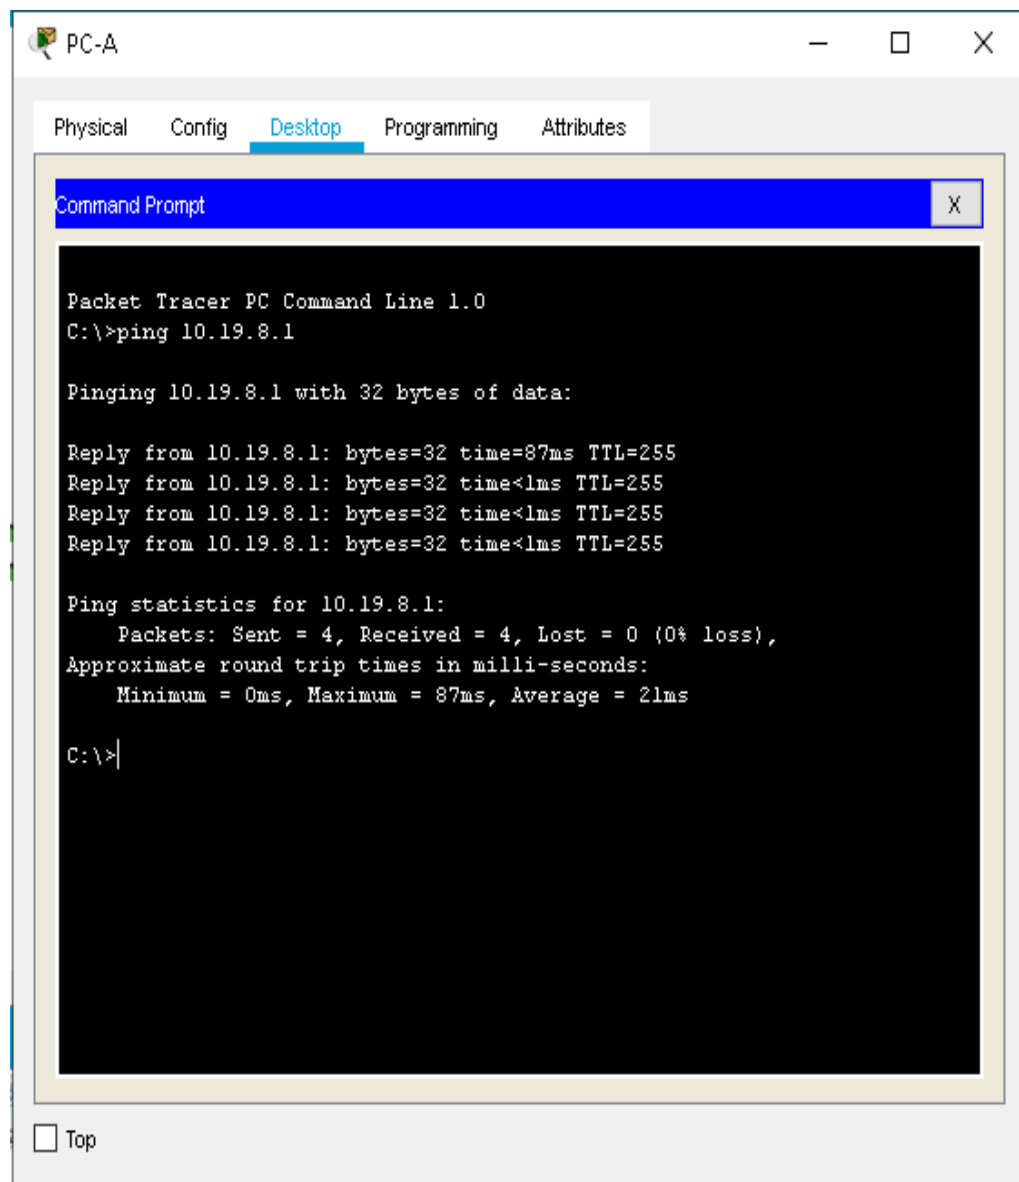 PC-A
Physical Config Desktop Programming Attributes
Command Prompt X
Packet Tracer PC Command Line 1.0
C:\>ping 10.19.8.1
Pinging 10.19.8.1 with 32 bytes of data:
Reply from 10.19.8.1: bytes=32 time=87ms TTL=255
Reply from 10.19.8.1: bytes=32 time<1ms TTL=255
Reply from 10.19.8.1: bytes=32 time<1ms TTL=255
Reply from 10.19.8.1: bytes=32 time<1ms TTL=255
Ping statistics for 10.19.8.1:
Packets: Sent = 4, Received = 4, Lost = 0 (0% loss),
Approximate round trip times in milli-seconds:
Minimum = 0ms, Maximum = 87ms, Average = 21ms
C:\>
Top